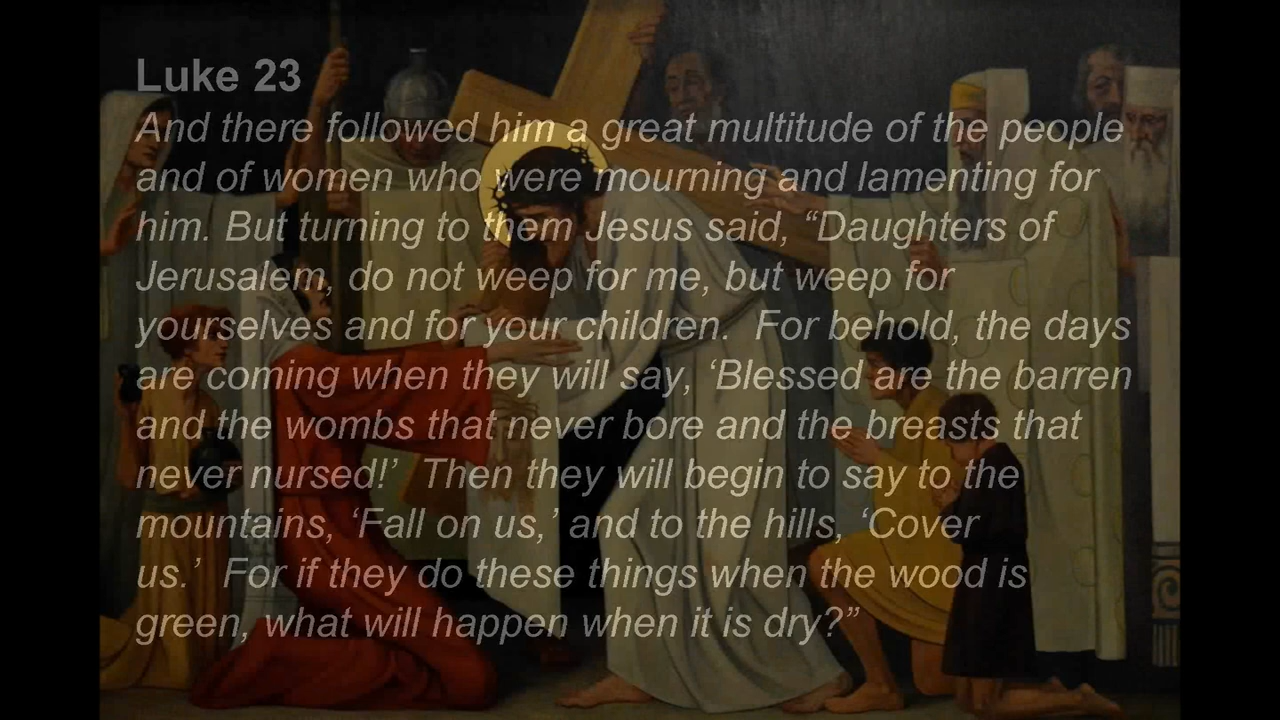 Luke 23
And there followed him a great multitude of the people
and of women who were mourning and lamenting for
him. But turning to them Jesus said, “Daughters of
Jerusalem, do not weep for me, but weep for
yourselves and for your children.  For behold, the days
are coming when they will say, ‘Blessed are the barren
and the wombs that never bore and the breasts that
never nursed!’  Then they will begin to say to the
mountains, ‘Fall on us,’ and to the hills, ‘Cover
us.’  For if they do these things when the wood is
green, what will happen when it is dry?”